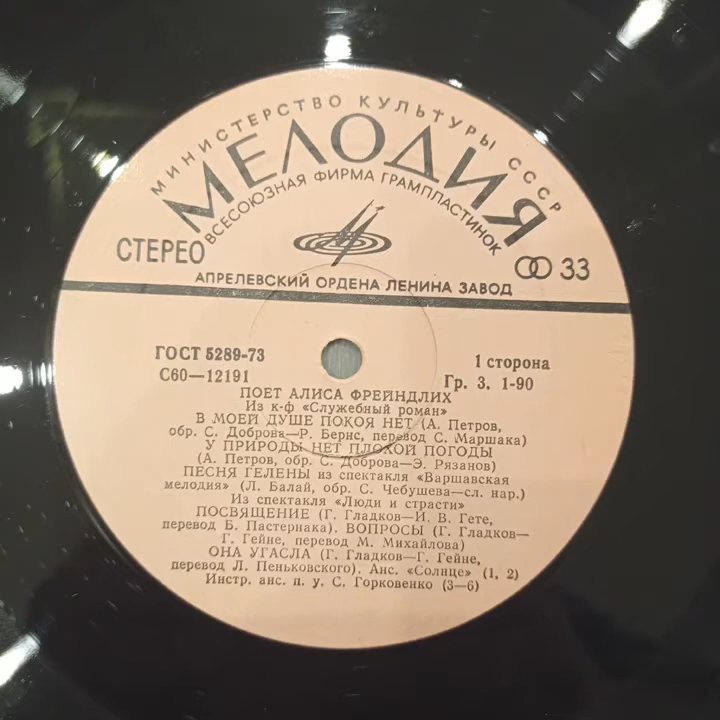 МИНИСТЕРСТВО КУЛЬТУРЫ СССР
МЕЛОДИЯ
ВСЕСОЮЗНАЯ ФИРМА ГРАМПЛАСТИНОК
СТЕРЕО
33
АПРЕЛЕВСКИЙ ОРДЕНА ЛЕНИНА ЗАВОД
ГОСТ 5289-73
1 сторона
С60—12191
Гр. 3. 1-90
ПОЕТ АЛИСА ФРЕЙНДЛИХ
Из к-ф «Служебный роман»
В МОЕЙ ДУШЕ ПОКОЯ НЕТ (А. Петров,
обр. С. Доброва—Р. Бернс, перевод С. Маршака)
У ПРИРОДЫ НЕТ ПЛОХОЙ ПОГОДЫ
(А. Петров, обр. С. Доброва—Э. Рязанов)
ПЕСНЯ ГЕЛЕНЫ из спектакля «Варшавская
мелодия» (Л. Балай, обр. С. Чебушева—сл. нар.)
Из спектакля «Люди и страсти»
ПОСВЯЩЕНИЕ (Г. Гладков—И. В. Гете,
перевод Б. Пастернака). ВОПРОСЫ (Г. Гладков—
Г. Гейне, перевод М. Михайлова)
ОНА УГАСЛА (Г. Гладков—Г. Гейне,
перевод Л. Пеньковского). Анс. «Солнце» (1, 2)
Инстр. анс. п. у. С. Горковенко (3—6)